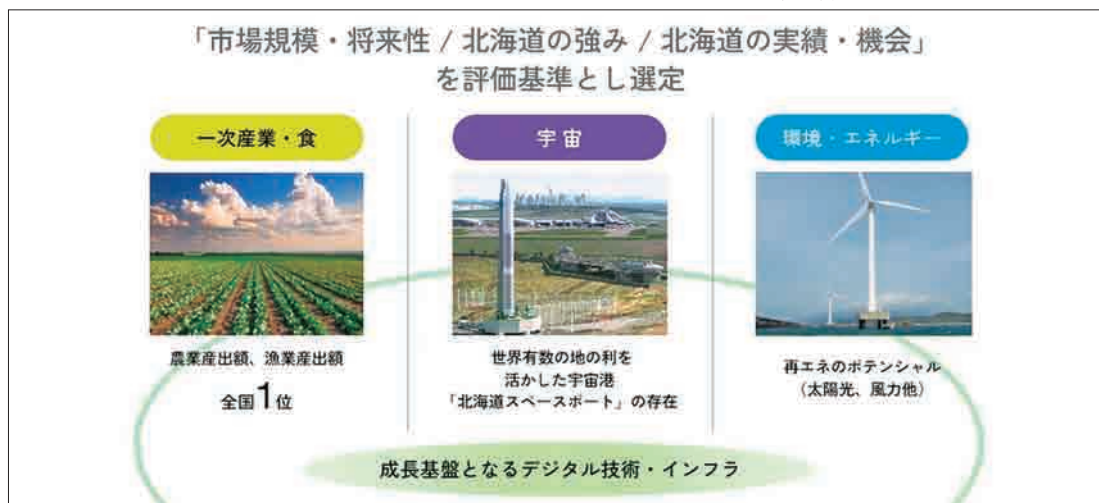 「市場規模・将来性 / 北海道の強み / 北海道の実績・機会」
を評価基準とし選定
一次産業・食
農業産出額、漁業産出額
全国1位
宇宙
世界有数の地の利を
活かした宇宙港
「北海道スペースポート」の存在
環境・エネルギー
再エネのポテンシャル
（太陽光、風力他）
成長基盤となるデジタル技術・インフラ